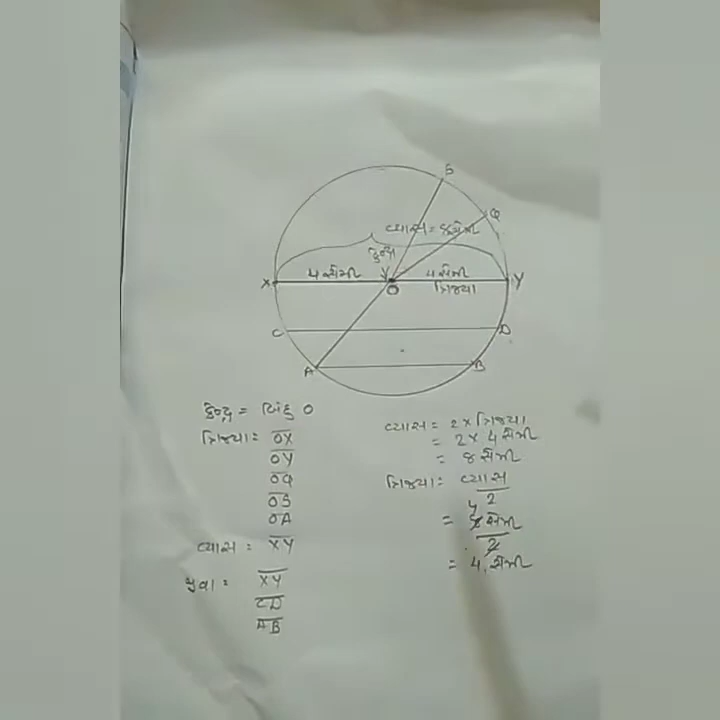 S
Q
વ્યાસ = 8 સેમી
કેન્દ્ર
X 4 સેમી O 4 સેમી Y
ત્રિજ્યા
C D
A B
કેન્દ્ર = બિંદુ O
ત્રિજ્યા = OX
OY
OQ
OS
OA
વ્યાસ = XY
જીવા = XY
CD
AB
વ્યાસ = 2 x ત્રિજ્યા
= 2 x 4 સેમી
= 8 સેમી
ત્રિજ્યા = વ્યાસ
2
4
= 8 સેમી
2
= 4 સેમી